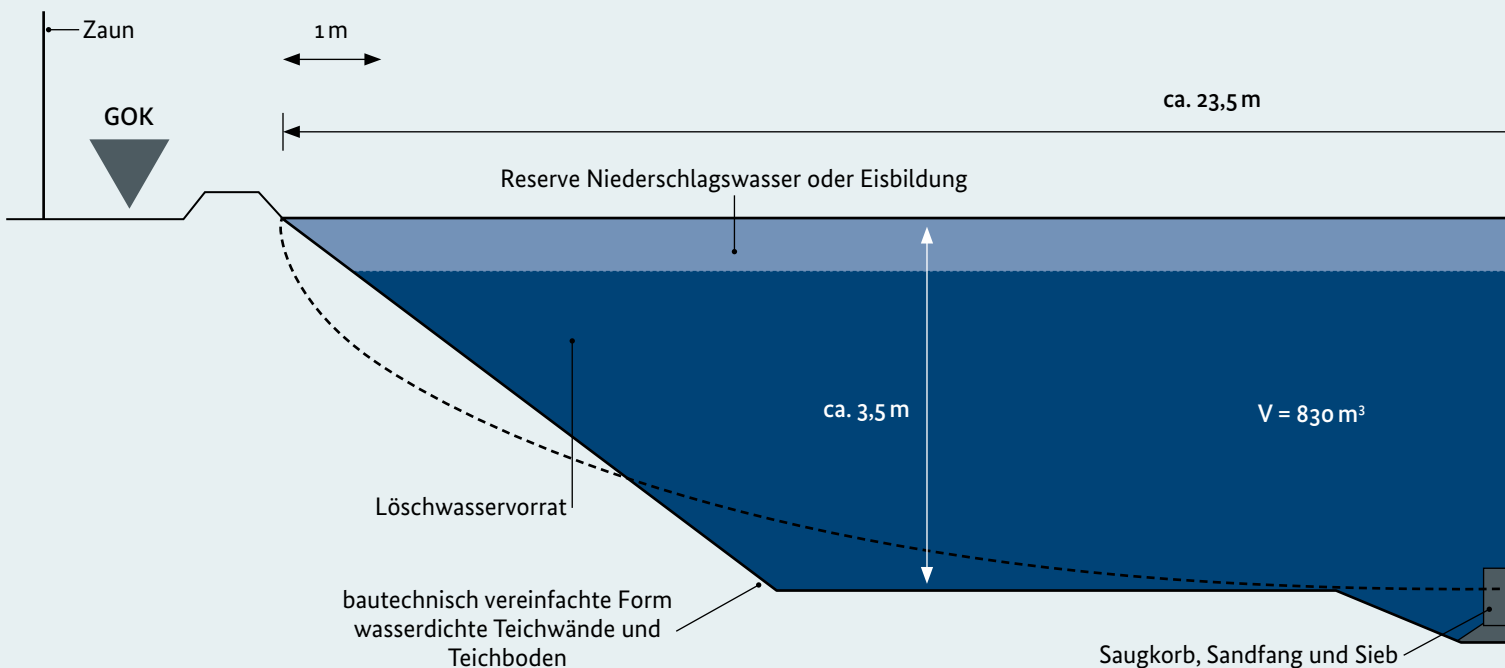 Zaun
1 m
GOK
ca. 23,5 m
Reserve Niederschlagswasser oder Eisbildung
ca. 3,5 m
V = 830 m³
Löschwasservorrat
bautechnisch vereinfachte Form
wasserdichte Teichwände und
Teichboden
Saugkorb, Sandfang und Sieb